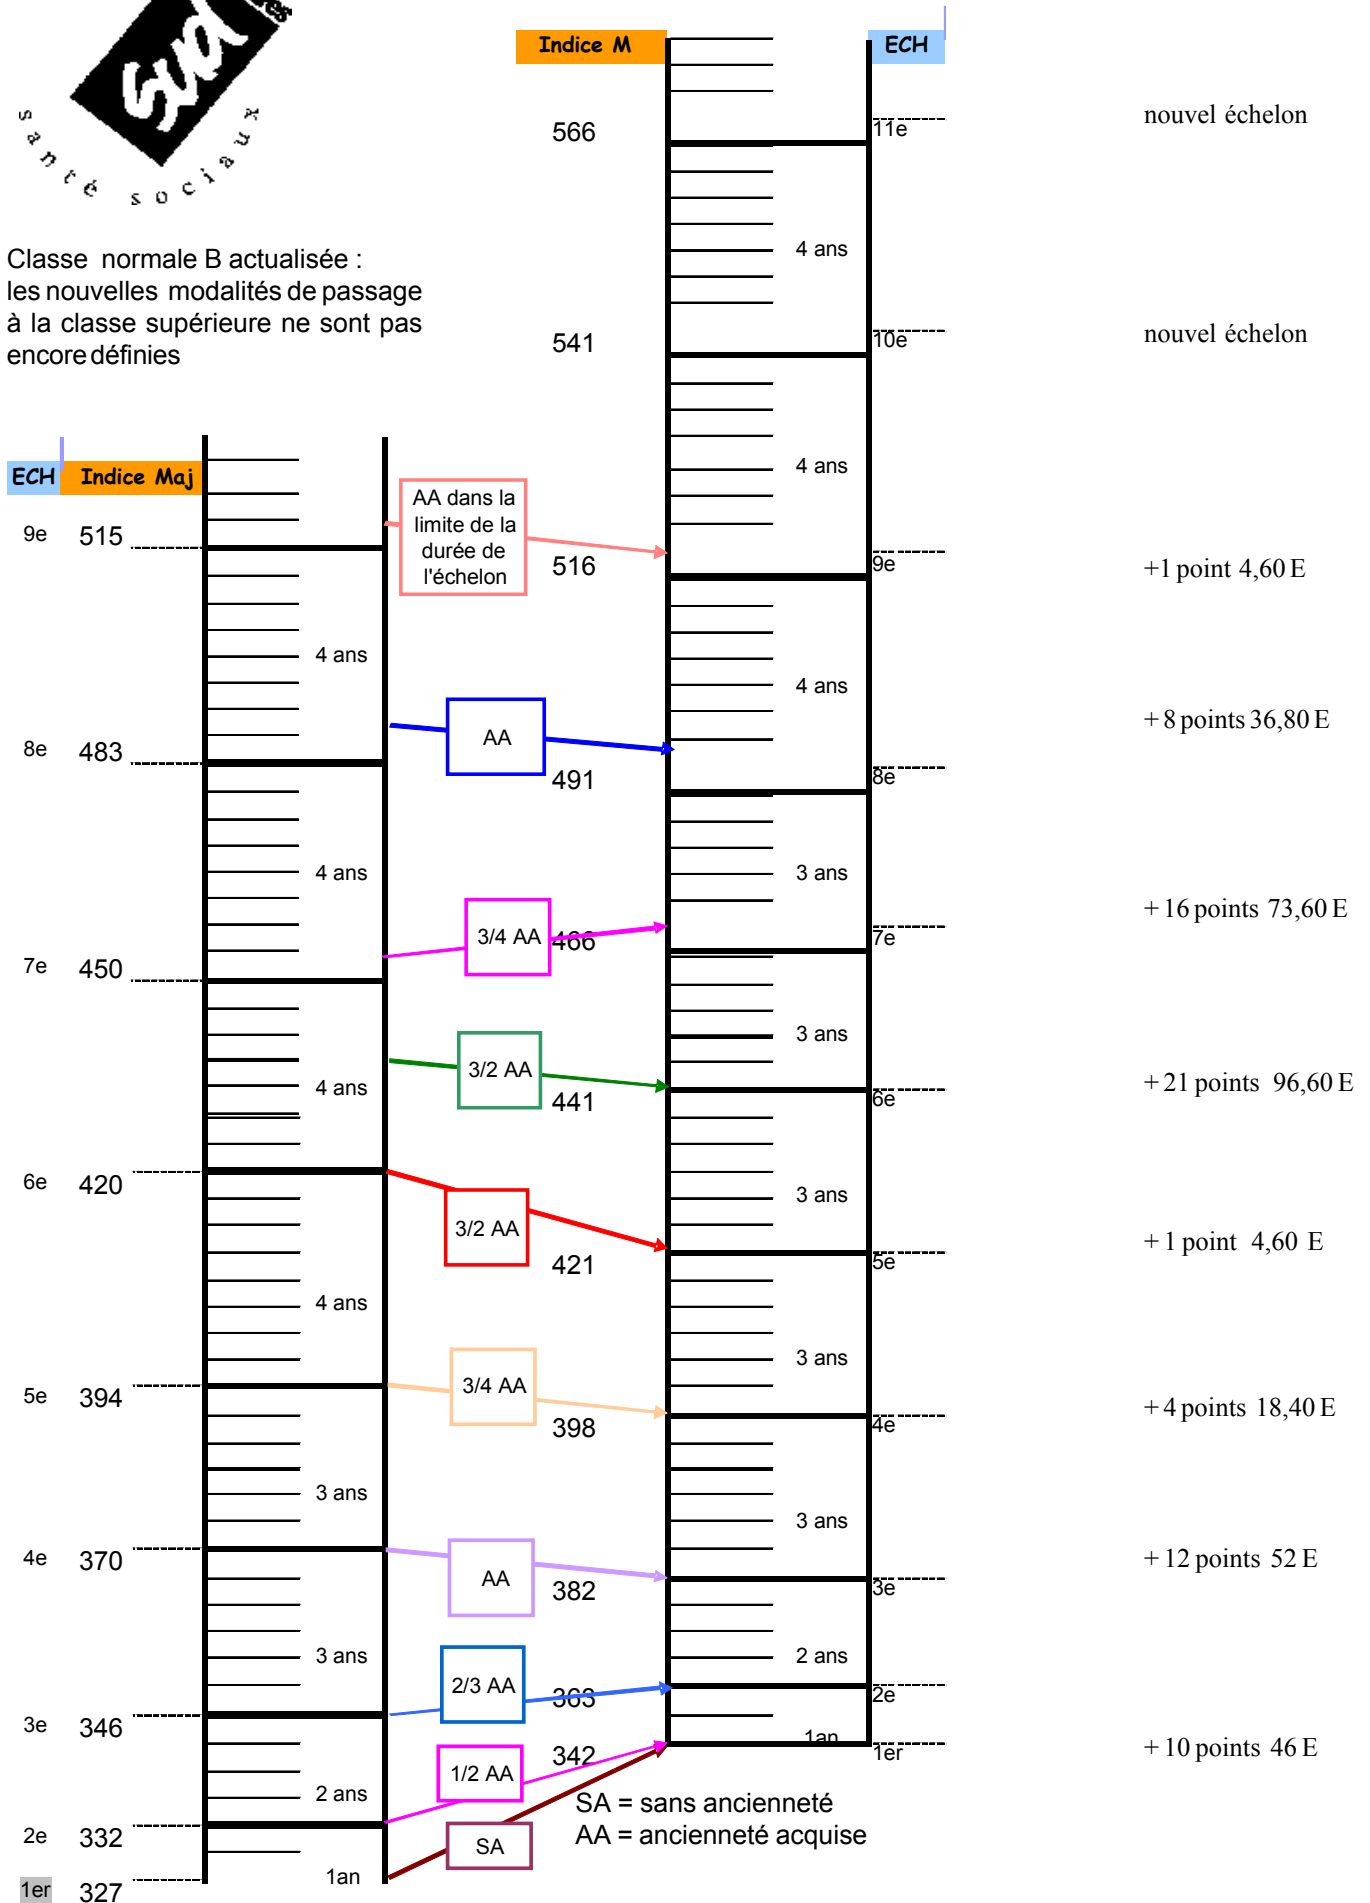 sud
santé sociaux
Indice M
ECH
566
11e
nouvel échelon
4 ans
Classe normale B actualisée :
les nouvelles modalités de passage
à la classe supérieure ne sont pas
encore définies
541
10e
nouvel échelon
4 ans
ECH
Indice Maj
AA dans la
limite de la
durée de
l'échelon
9e
515
516
9e
+1 point 4,60 E
4 ans
4 ans
AA
+ 8 points 36,80 E
8e
483
491
8e
4 ans
3 ans
3/4 AA
466
7e
+ 16 points 73,60 E
7e
450
3 ans
3/2 AA
4 ans
441
6e
+ 21 points 96,60 E
6e
420
3 ans
3/2 AA
421
5e
+ 1 point 4,60 E
4 ans
3 ans
3/4 AA
5e
394
398
4e
+ 4 points 18,40 E
3 ans
3 ans
4e
370
AA
382
3e
+ 12 points 52 E
3 ans
2 ans
2/3 AA
363
2e
3e
346
1an
342
1er
+ 10 points 46 E
1/2 AA
2 ans
SA = sans ancienneté
AA = ancienneté acquise
2e
332
SA
1an
1er
327